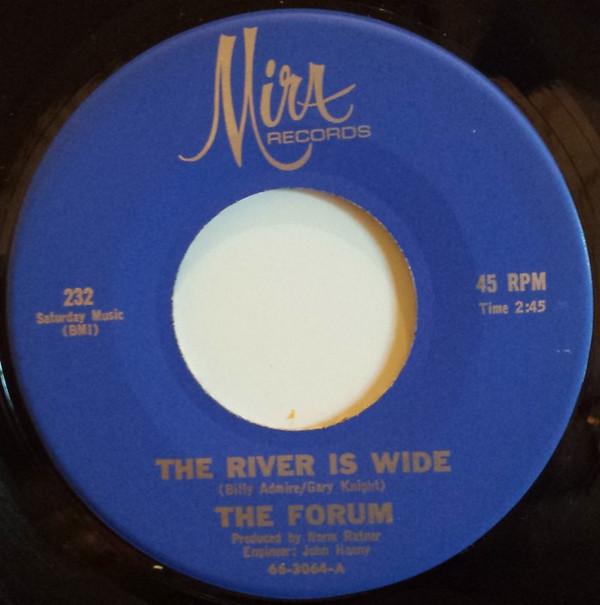 Mira
RECORDS
232
Saturday Music
(BMI)
45 RPM
Time 2:45
THE RIVER IS WIDE
(Billy Admire/Gary Knight)
THE FORUM
Produced by Norm Ratner
Engineer: John Haeny
66-3064-A